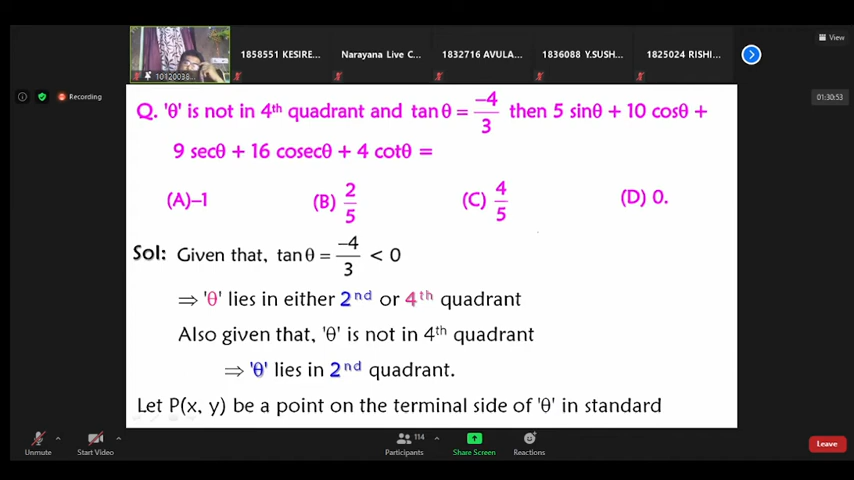 View
1858551 KESIRE... Narayana Live C... 1832716 AVULA... 1836088 Y.SUSH... 1825024 RISHI...
10120038...
Recording
01:30:53
Q. 'θ' is not in 4th quadrant and tanθ = -4/3 then 5 sinθ + 10 cosθ +
9 secθ + 16 cosecθ + 4 cotθ =
(A)–1 (B) 2/5 (C) 4/5 (D) 0.
Sol: Given that, tanθ = -4/3 < 0
⇒ 'θ' lies in either 2nd or 4th quadrant
Also given that, 'θ' is not in 4th quadrant
⇒ 'θ' lies in 2nd quadrant.
Let P(x, y) be a point on the terminal side of 'θ' in standard
Unmute Start Video 114 Participants Share Screen Reactions Leave